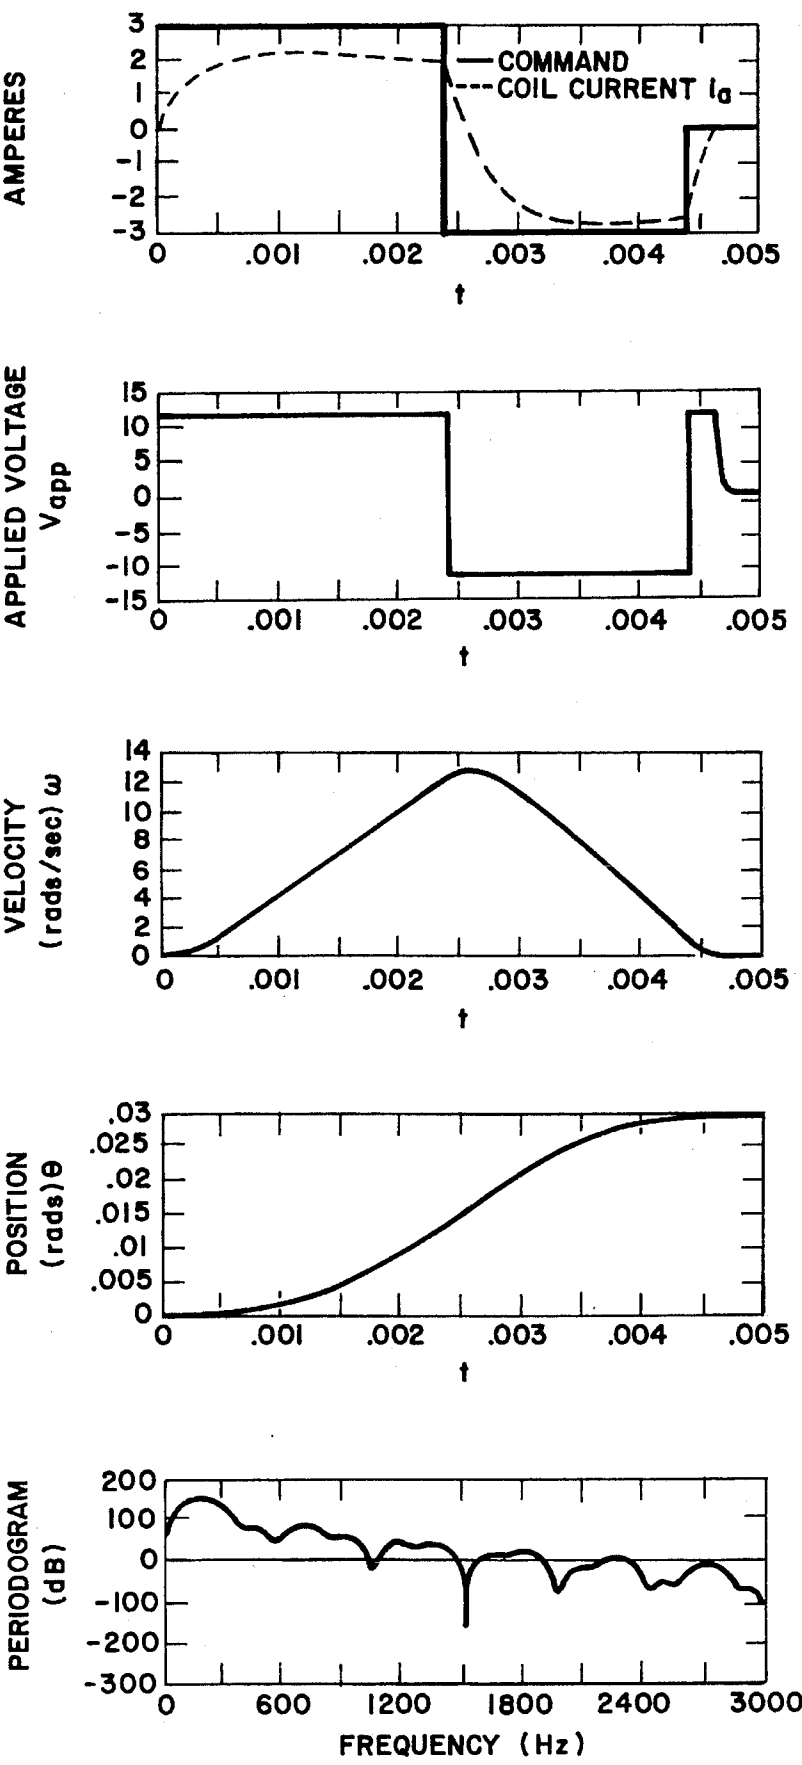 AMPERES
3
2
1
0
-1
-2
-3
COMMAND
COIL CURRENT ia
0 .001 .002 .003 .004 .005
t
APPLIED VOLTAGE
Vapp
15
10
5
0
-5
-10
-15
0 .001 .002 .003 .004 .005
t
VELOCITY
(rads/sec) ω
14
12
10
8
6
4
2
0
0 .001 .002 .003 .004 .005
t
POSITION
(rads) θ
.03
.025
.02
.015
.01
.005
0
0 .001 .002 .003 .004 .005
t
PERIODOGRAM
(dB)
200
100
0
-100
-200
-300
0 600 1200 1800 2400 3000
FREQUENCY (Hz)